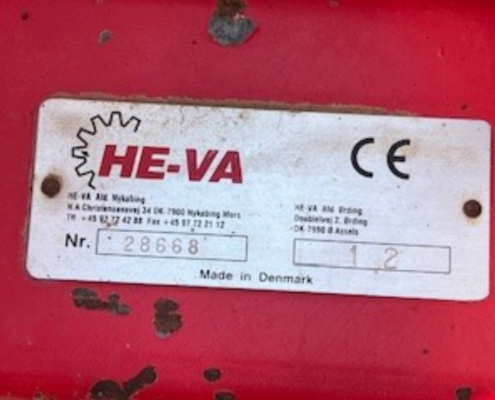 HE-VA
CE
HE-VA Afd. Nykøbing
N.A. Christensensvej 34 DK-7900 Nykøbing Mors
Tlf. +45 97 72 42 88 Fax +45 97 72 21 12
HE-VA Afd. Erding
2, Erding
DK-7990 Ø Assels
Nr. 28668
1 2
Made in Denmark